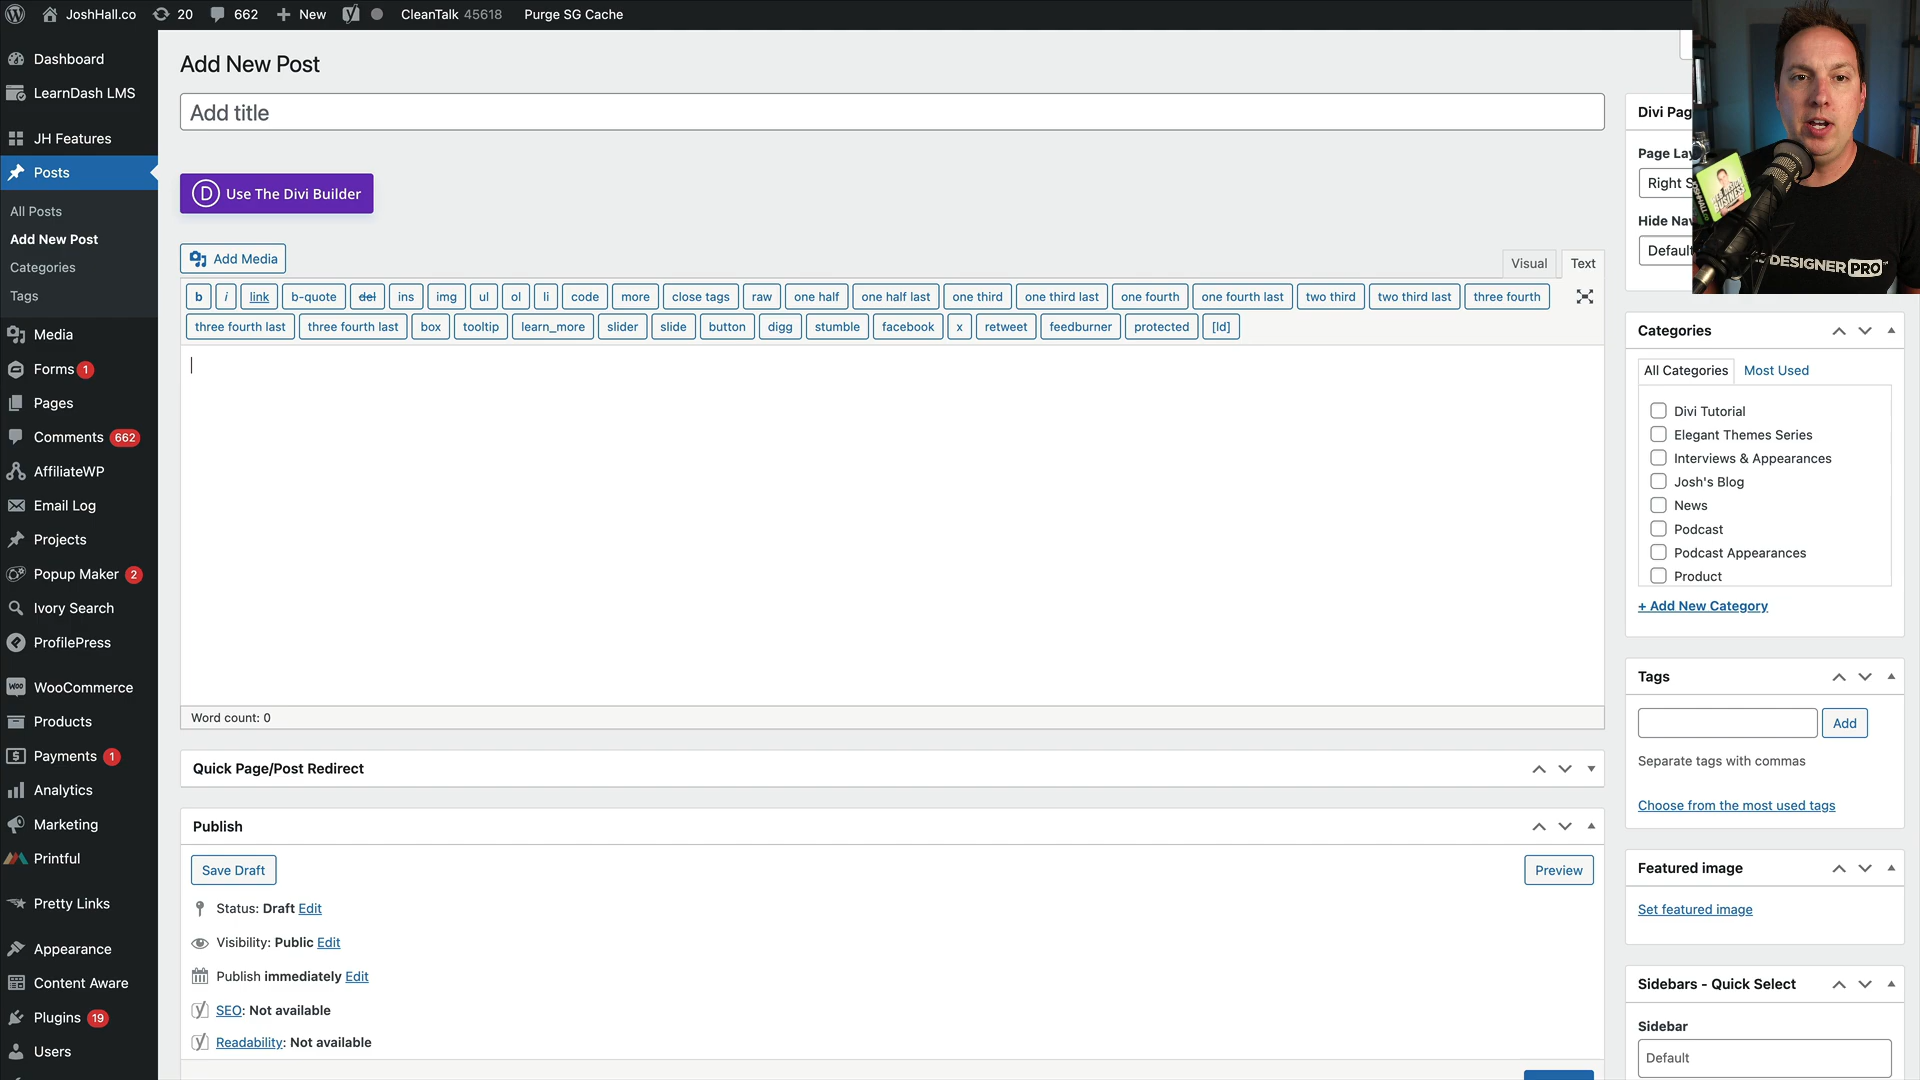 JoshHall.co 20 662 New CleanTalk 45618 Purge SG Cache
Dashboard
LearnDash LMS
JH Features
Posts
All Posts
Add New Post
Categories
Tags
Media
Forms 1
Pages
Comments 662
AffiliateWP
Email Log
Projects
Popup Maker 2
Ivory Search
ProfilePress
WooCommerce
Products
Payments 1
Analytics
Marketing
Printful
Pretty Links
Appearance
Content Aware
Plugins 19
Users
Add New Post
Add title
Use The Divi Builder
Add Media
Visual Text
b i link b-quote del ins img ul ol li code more close tags raw one half one half last one third one third last one fourth one fourth last two third two third last three fourth
three fourth last three fourth last box tooltip learn_more slider slide button digg stumble facebook x retweet feedburner protected [ld]
Word count: 0
Quick Page/Post Redirect
Publish
Save Draft Preview
Status: Draft Edit
Visibility: Public Edit
Publish immediately Edit
SEO: Not available
Readability: Not available
Divi Pag
Page La
Right S
Hide Na
Default
DESIGNER PRO
Categories
All Categories Most Used
Divi Tutorial
Elegant Themes Series
Interviews & Appearances
Josh's Blog
News
Podcast
Podcast Appearances
Product
+ Add New Category
Tags
Add
Separate tags with commas
Choose from the most used tags
Featured image
Set featured image
Sidebars - Quick Select
Sidebar
Default